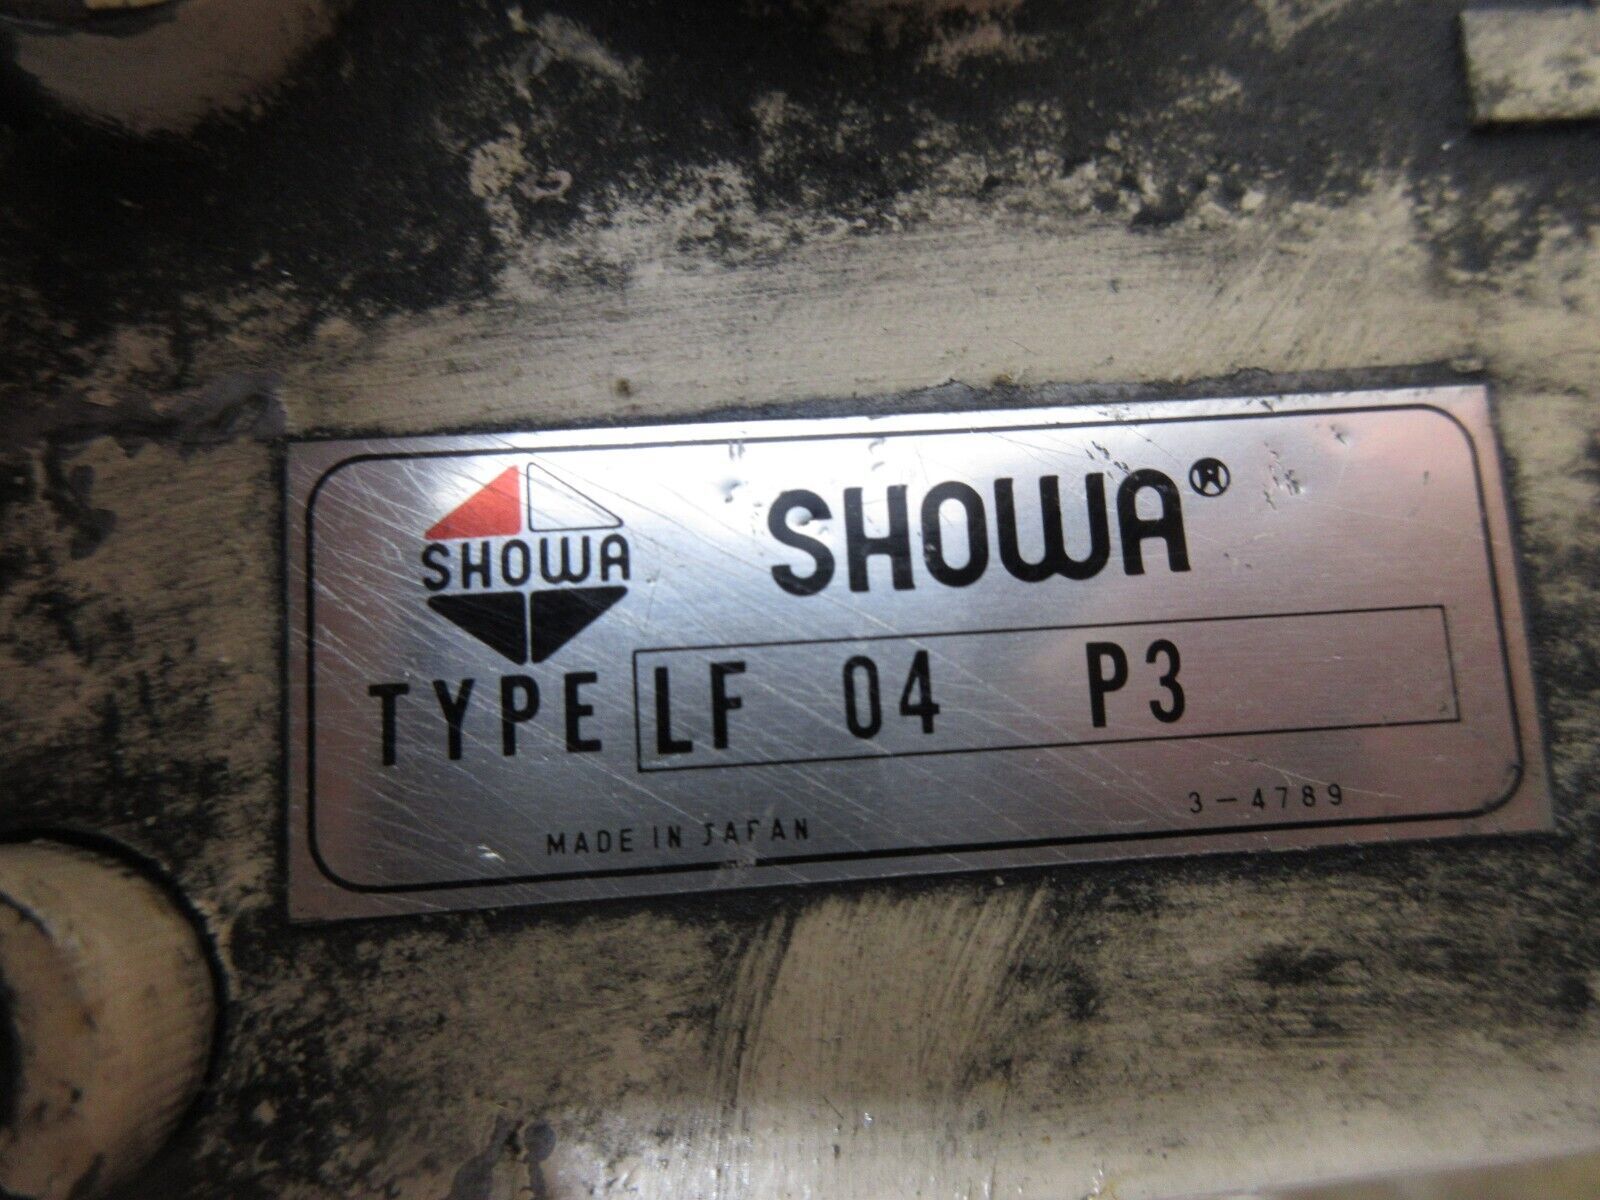 SHOWA
SHOWA®
TYPE LF 04 P3
3-4789
MADE IN JAPAN